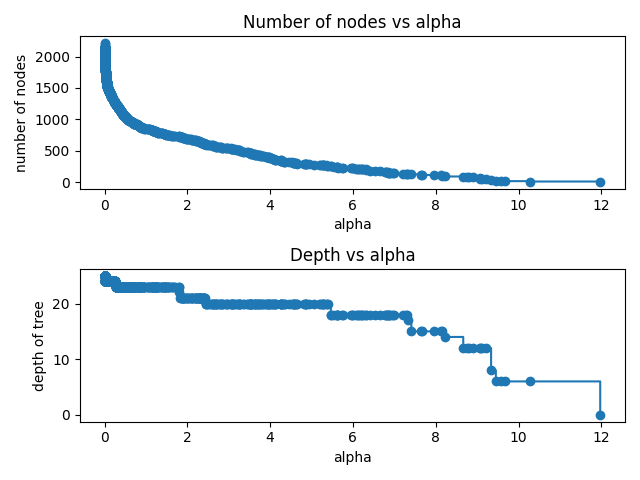 Number of nodes vs alpha
number of nodes
2000
1500
1000
500
0
0 2 4 6 8 10 12
alpha
Depth vs alpha
depth of tree
20
10
0
0 2 4 6 8 10 12
alpha